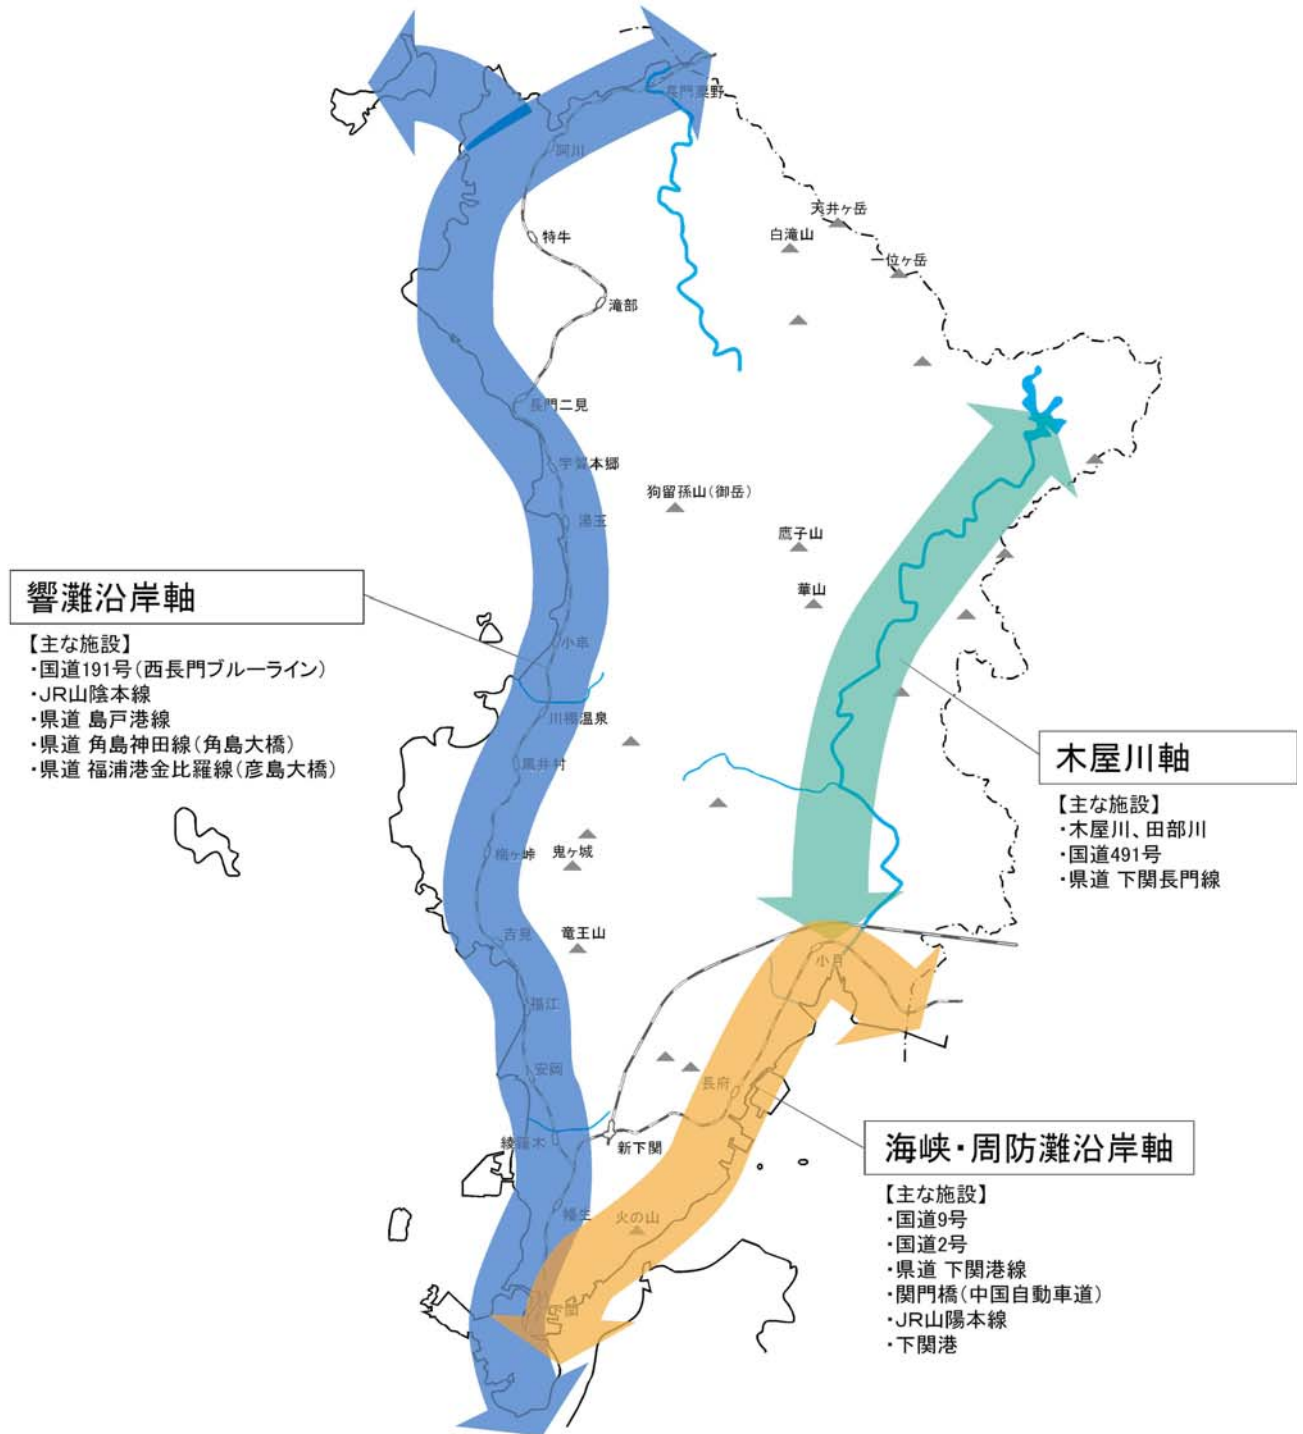 長門粟野
阿川
天井ヶ岳
白滝山
特牛
一位ヶ岳
滝部
長門二見
宇賀本郷
狗留孫山(御岳)
湯玉
鷹子山
響灘沿岸軸
華山
【主な施設】
・国道191号(西長門ブルーライン)
・JR山陰本線
・県道 島戸港線
・県道 角島神田線(角島大橋)
・県道 福浦港金比羅線(彦島大橋)
小串
川棚温泉
黒井村
木屋川軸
【主な施設】
・木屋川、田部川
・国道491号
・県道 下関長門線
梅ヶ峠
鬼ヶ城
吉見
竜王山
小月
福江
安岡
長府
綾羅木
新下関
海峡・周防灘沿岸軸
【主な施設】
・国道9号
・国道2号
・県道 下関港線
・関門橋(中国自動車道)
・JR山陽本線
・下関港
幡生
火の山
下関